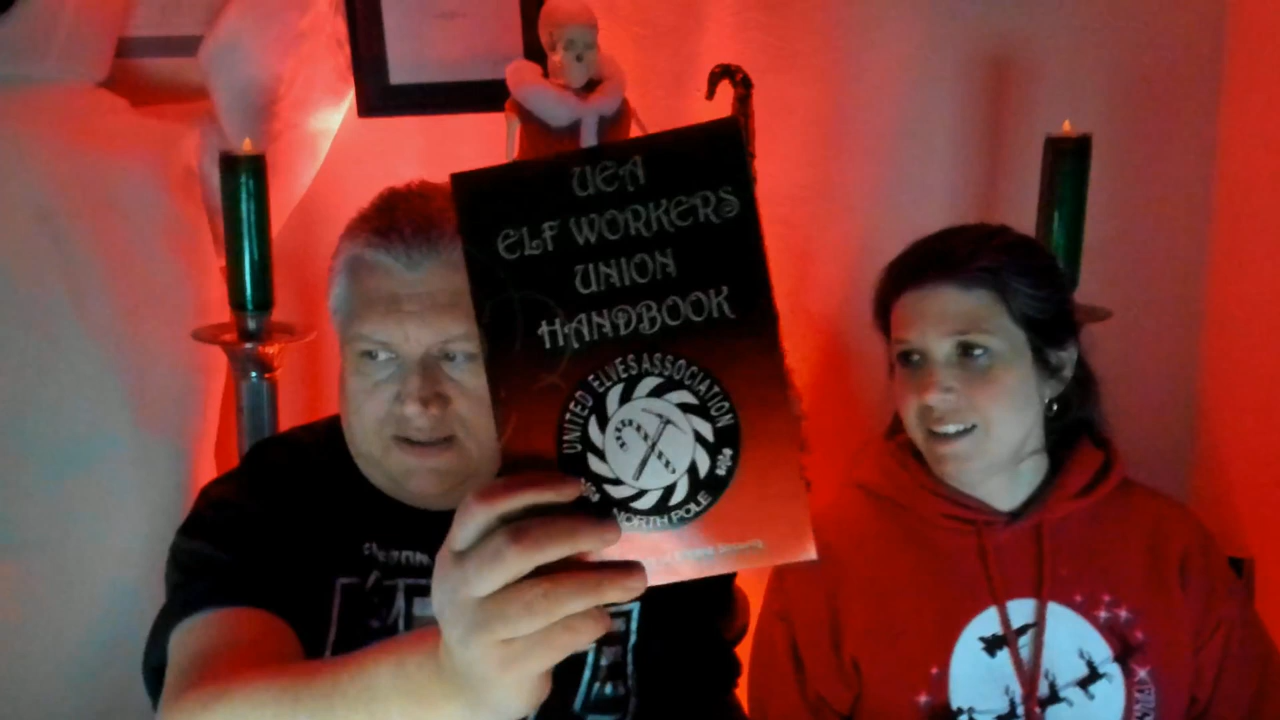 UEA
ELF WORKERS
UNION
HANDBOOK
UNITED ELVES ASSOCIATION
NORTH POLE